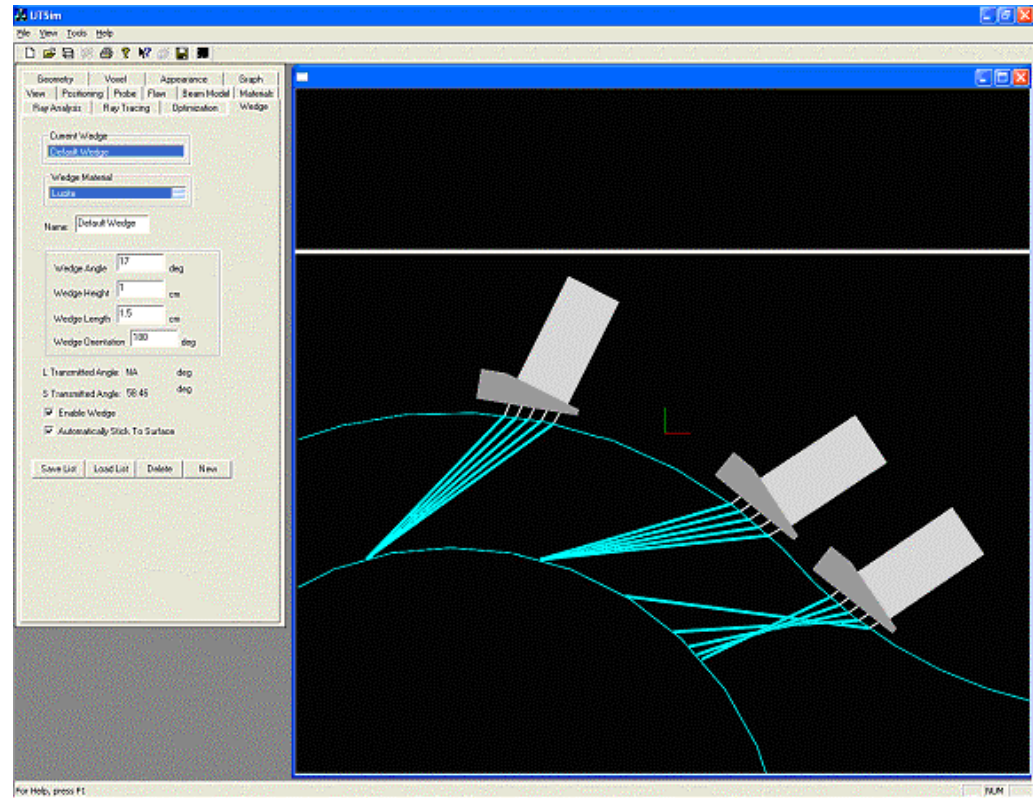 UTSim
File View Tools Help
Geometry Voxel Appearance Graph
View Positioning Probe Flaw Beam Model Materials
Ray Analysis Ray Tracing Optimization Wedge
Current Wedge
Default Wedge
Wedge Material
Lucite
Name: Default Wedge
Wedge Angle 17 deg
Wedge Height 1 cm
Wedge Length 1.5 cm
Wedge Orientation 180 deg
L Transmitted Angle: NA deg
S Transmitted Angle: 58.46 deg
Enable Wedge
Automatically Stick To Surface
Save List Load List Delete New
For Help, press F1
NUM